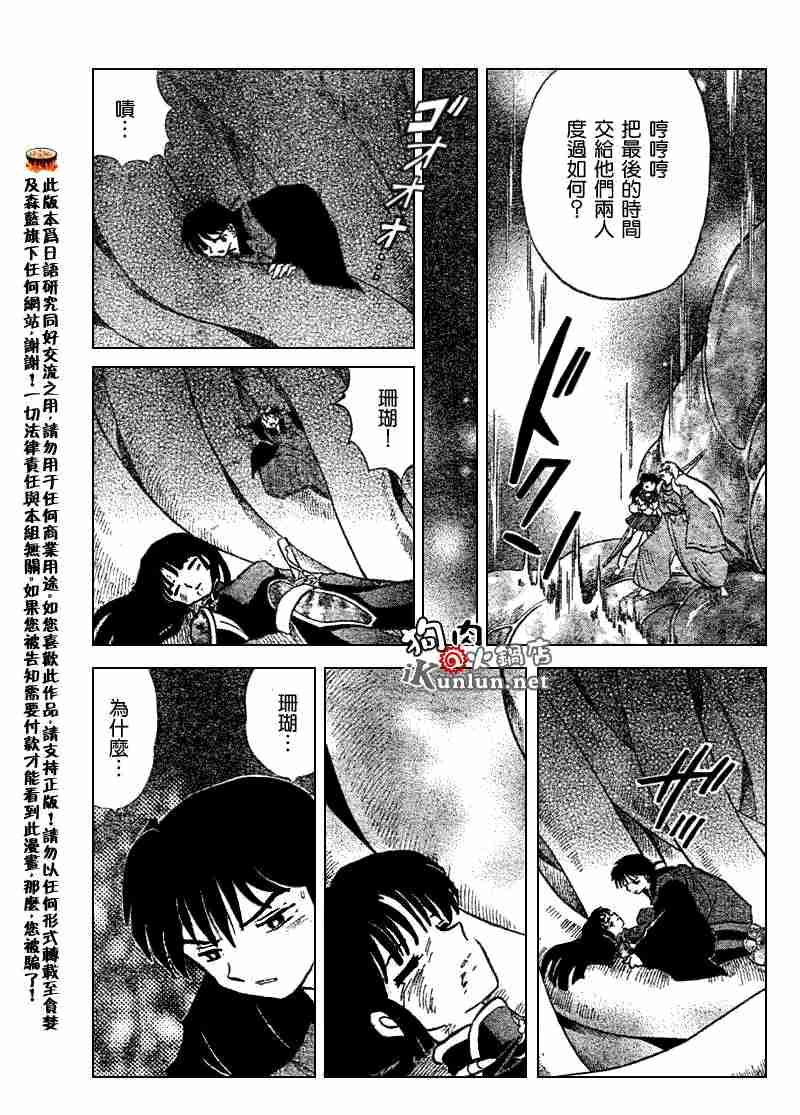 哼哼哼
把最後的時間
交給他們兩人
度過如何?
ドクン
ゴオオォ…
嘖…
珊瑚!
珊瑚…
為什麼…
狗肉
火鍋店
iKunlun.net
此版本爲日語研究同好交流之用，請勿用于任何商業用途。如您喜歡此作品，請支持正版！請勿以任何形式轉載至貪婪
及森藍旗下任何網站，謝謝！一切法律責任與本組無關。如果您被告知需要付款才能看到此漫畫，那麼，您被騙了！